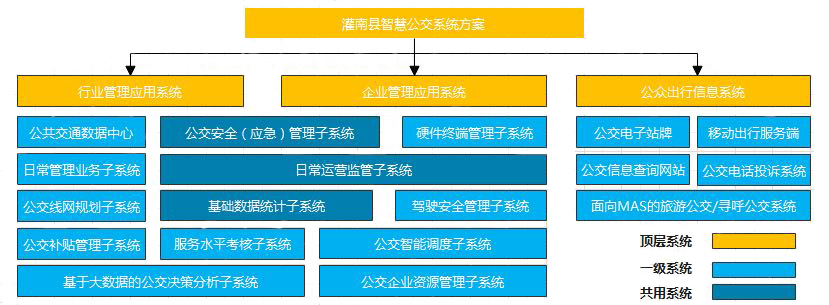 灌南县智慧公交系统方案
行业管理应用系统
企业管理应用系统
公众出行信息系统
公共交通数据中心
公交安全（应急）管理子系统
硬件终端管理子系统
公交电子站牌
移动出行服务端
日常管理业务子系统
日常运营监管子系统
公交信息查询网站
公交电话投诉系统
公交线网规划子系统
基础数据统计子系统
驾驶安全管理子系统
面向MAS的旅游公交/寻呼公交系统
公交补贴管理子系统
服务水平考核子系统
公交智能调度子系统
顶层系统
基于大数据的公交决策分析子系统
公交企业资源管理子系统
一级系统
共用系统